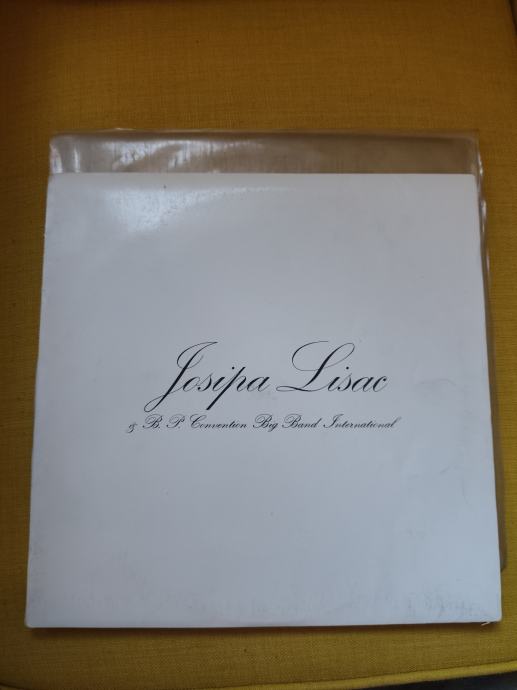 Josipa Lisac
& B. P. Convention Big Band International